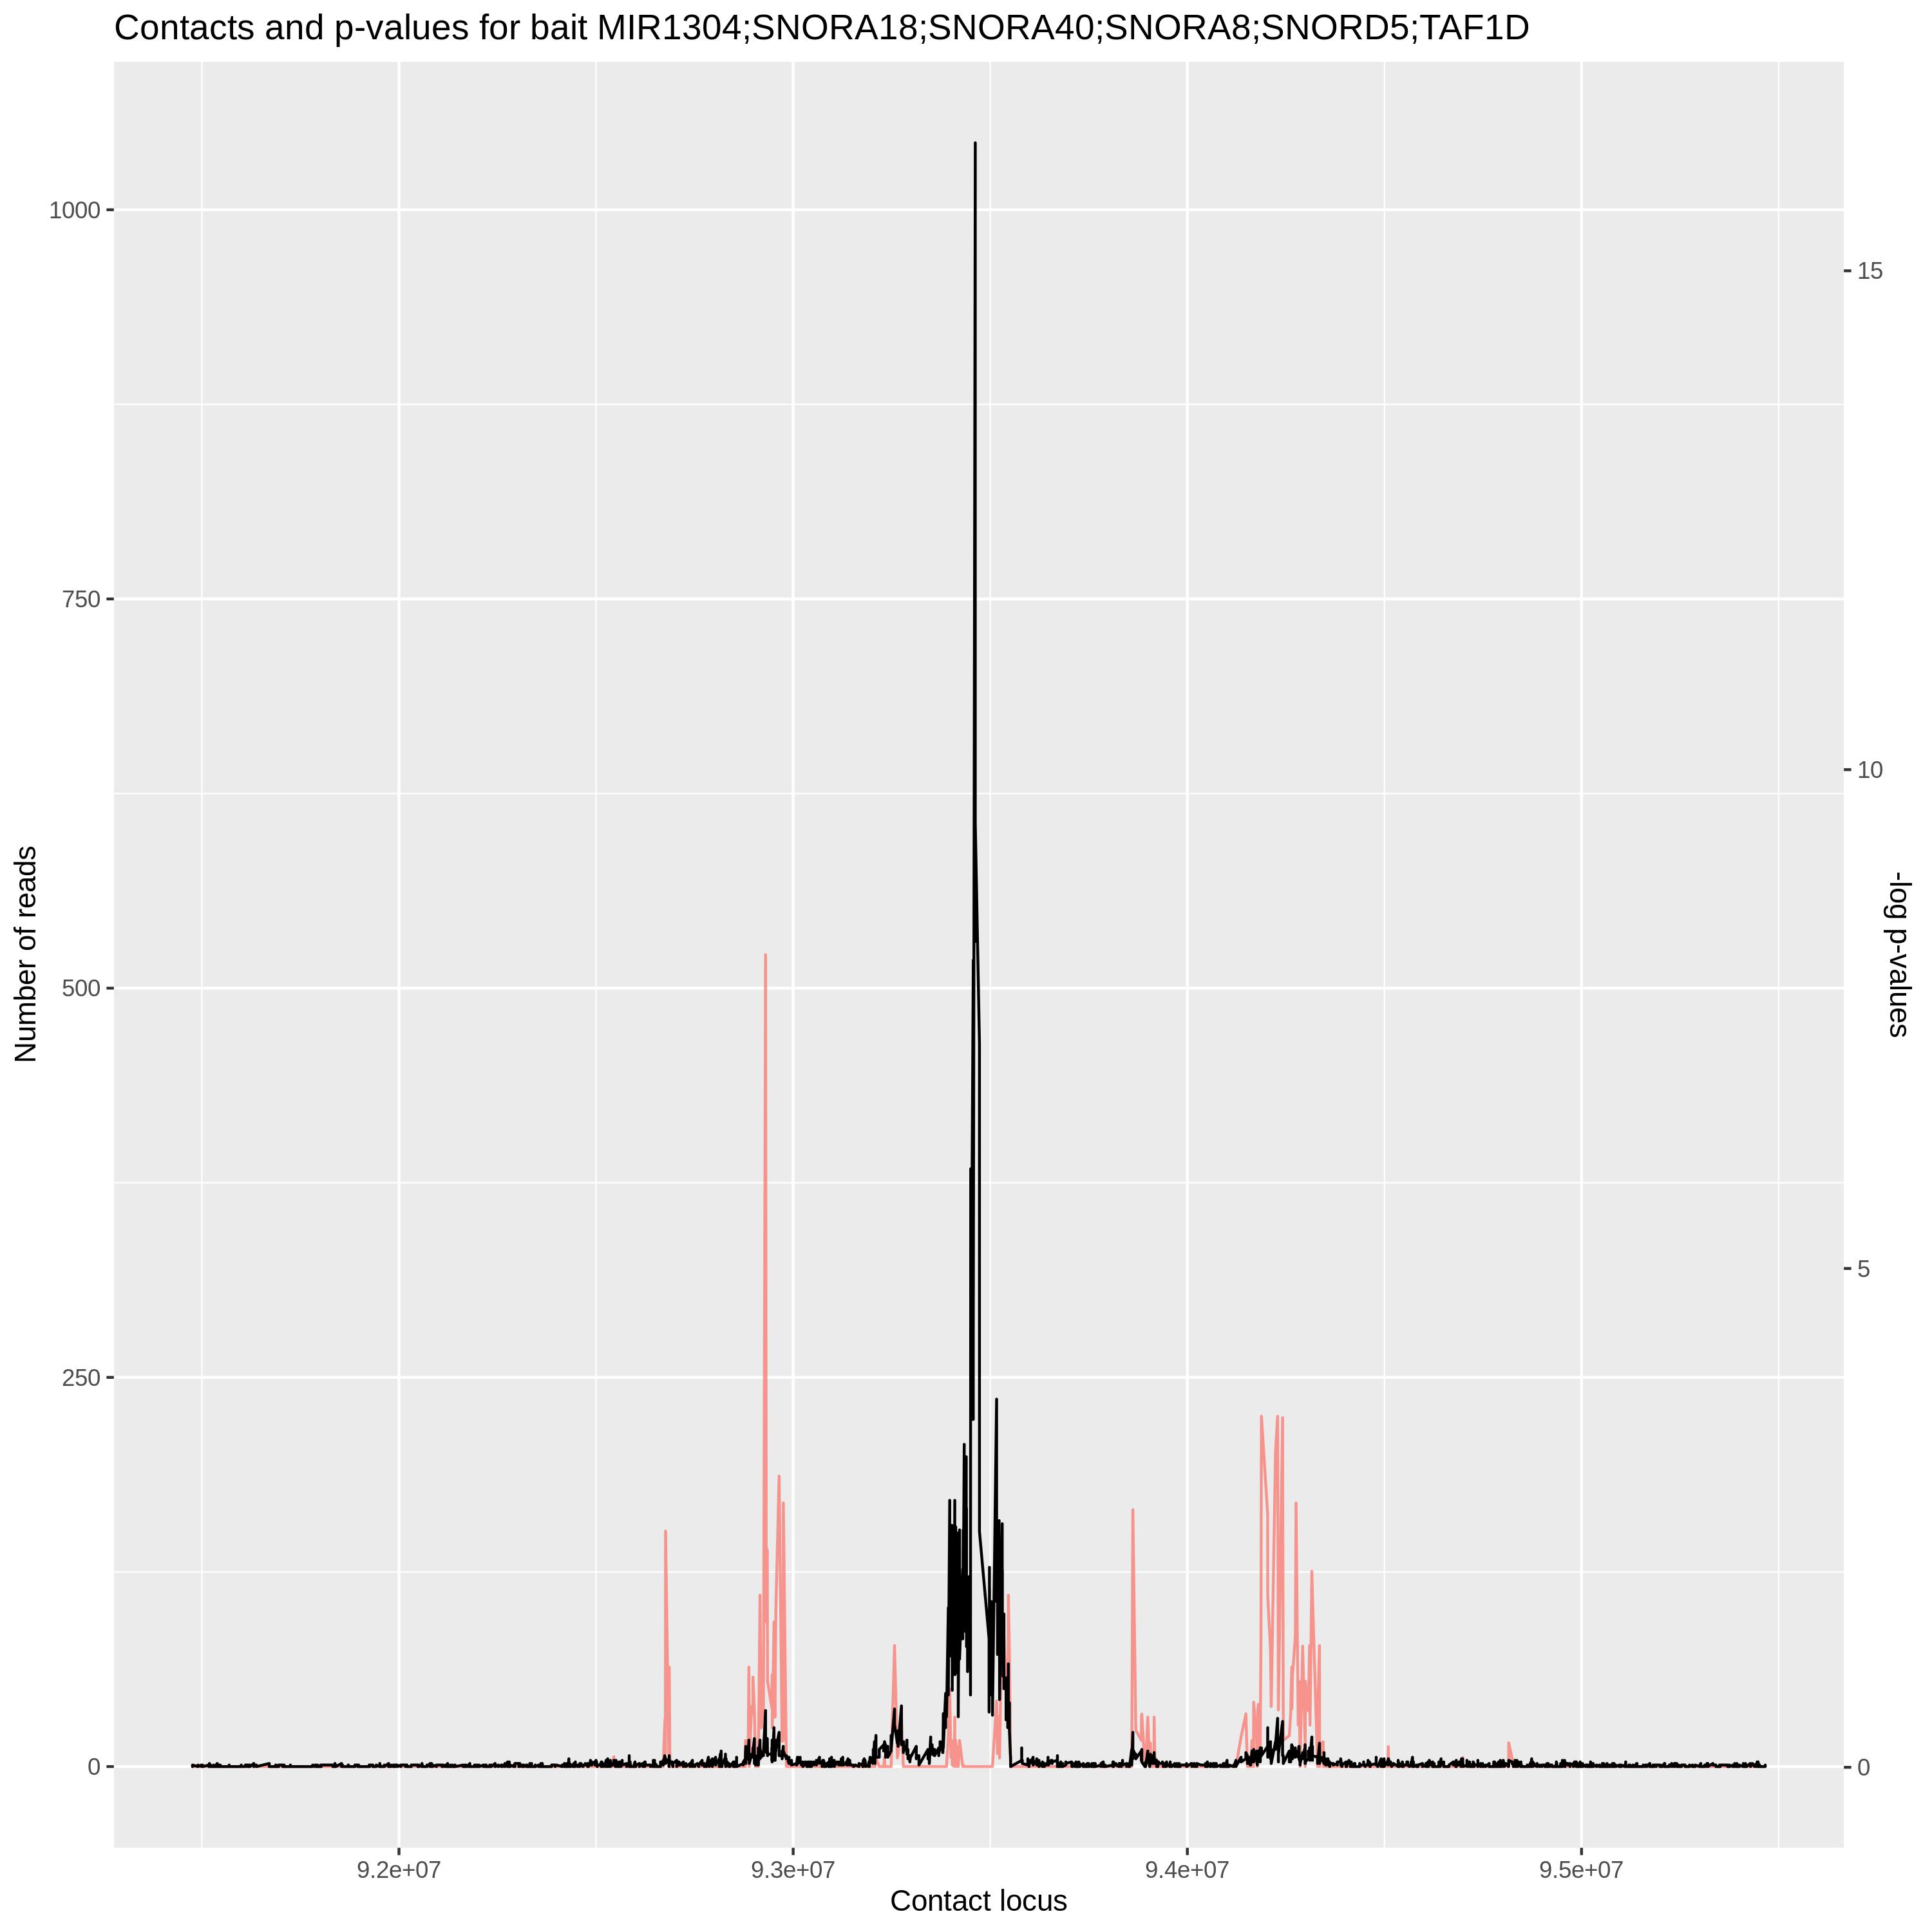 Contacts and p-values for bait MIR1304;SNORA18;SNORA40;SNORA8;SNORD5;TAF1D
1000
750
500
250
0
Number of reads
15
10
5
0
-log p-values
9.2e+07
9.3e+07
9.4e+07
9.5e+07
Contact locus